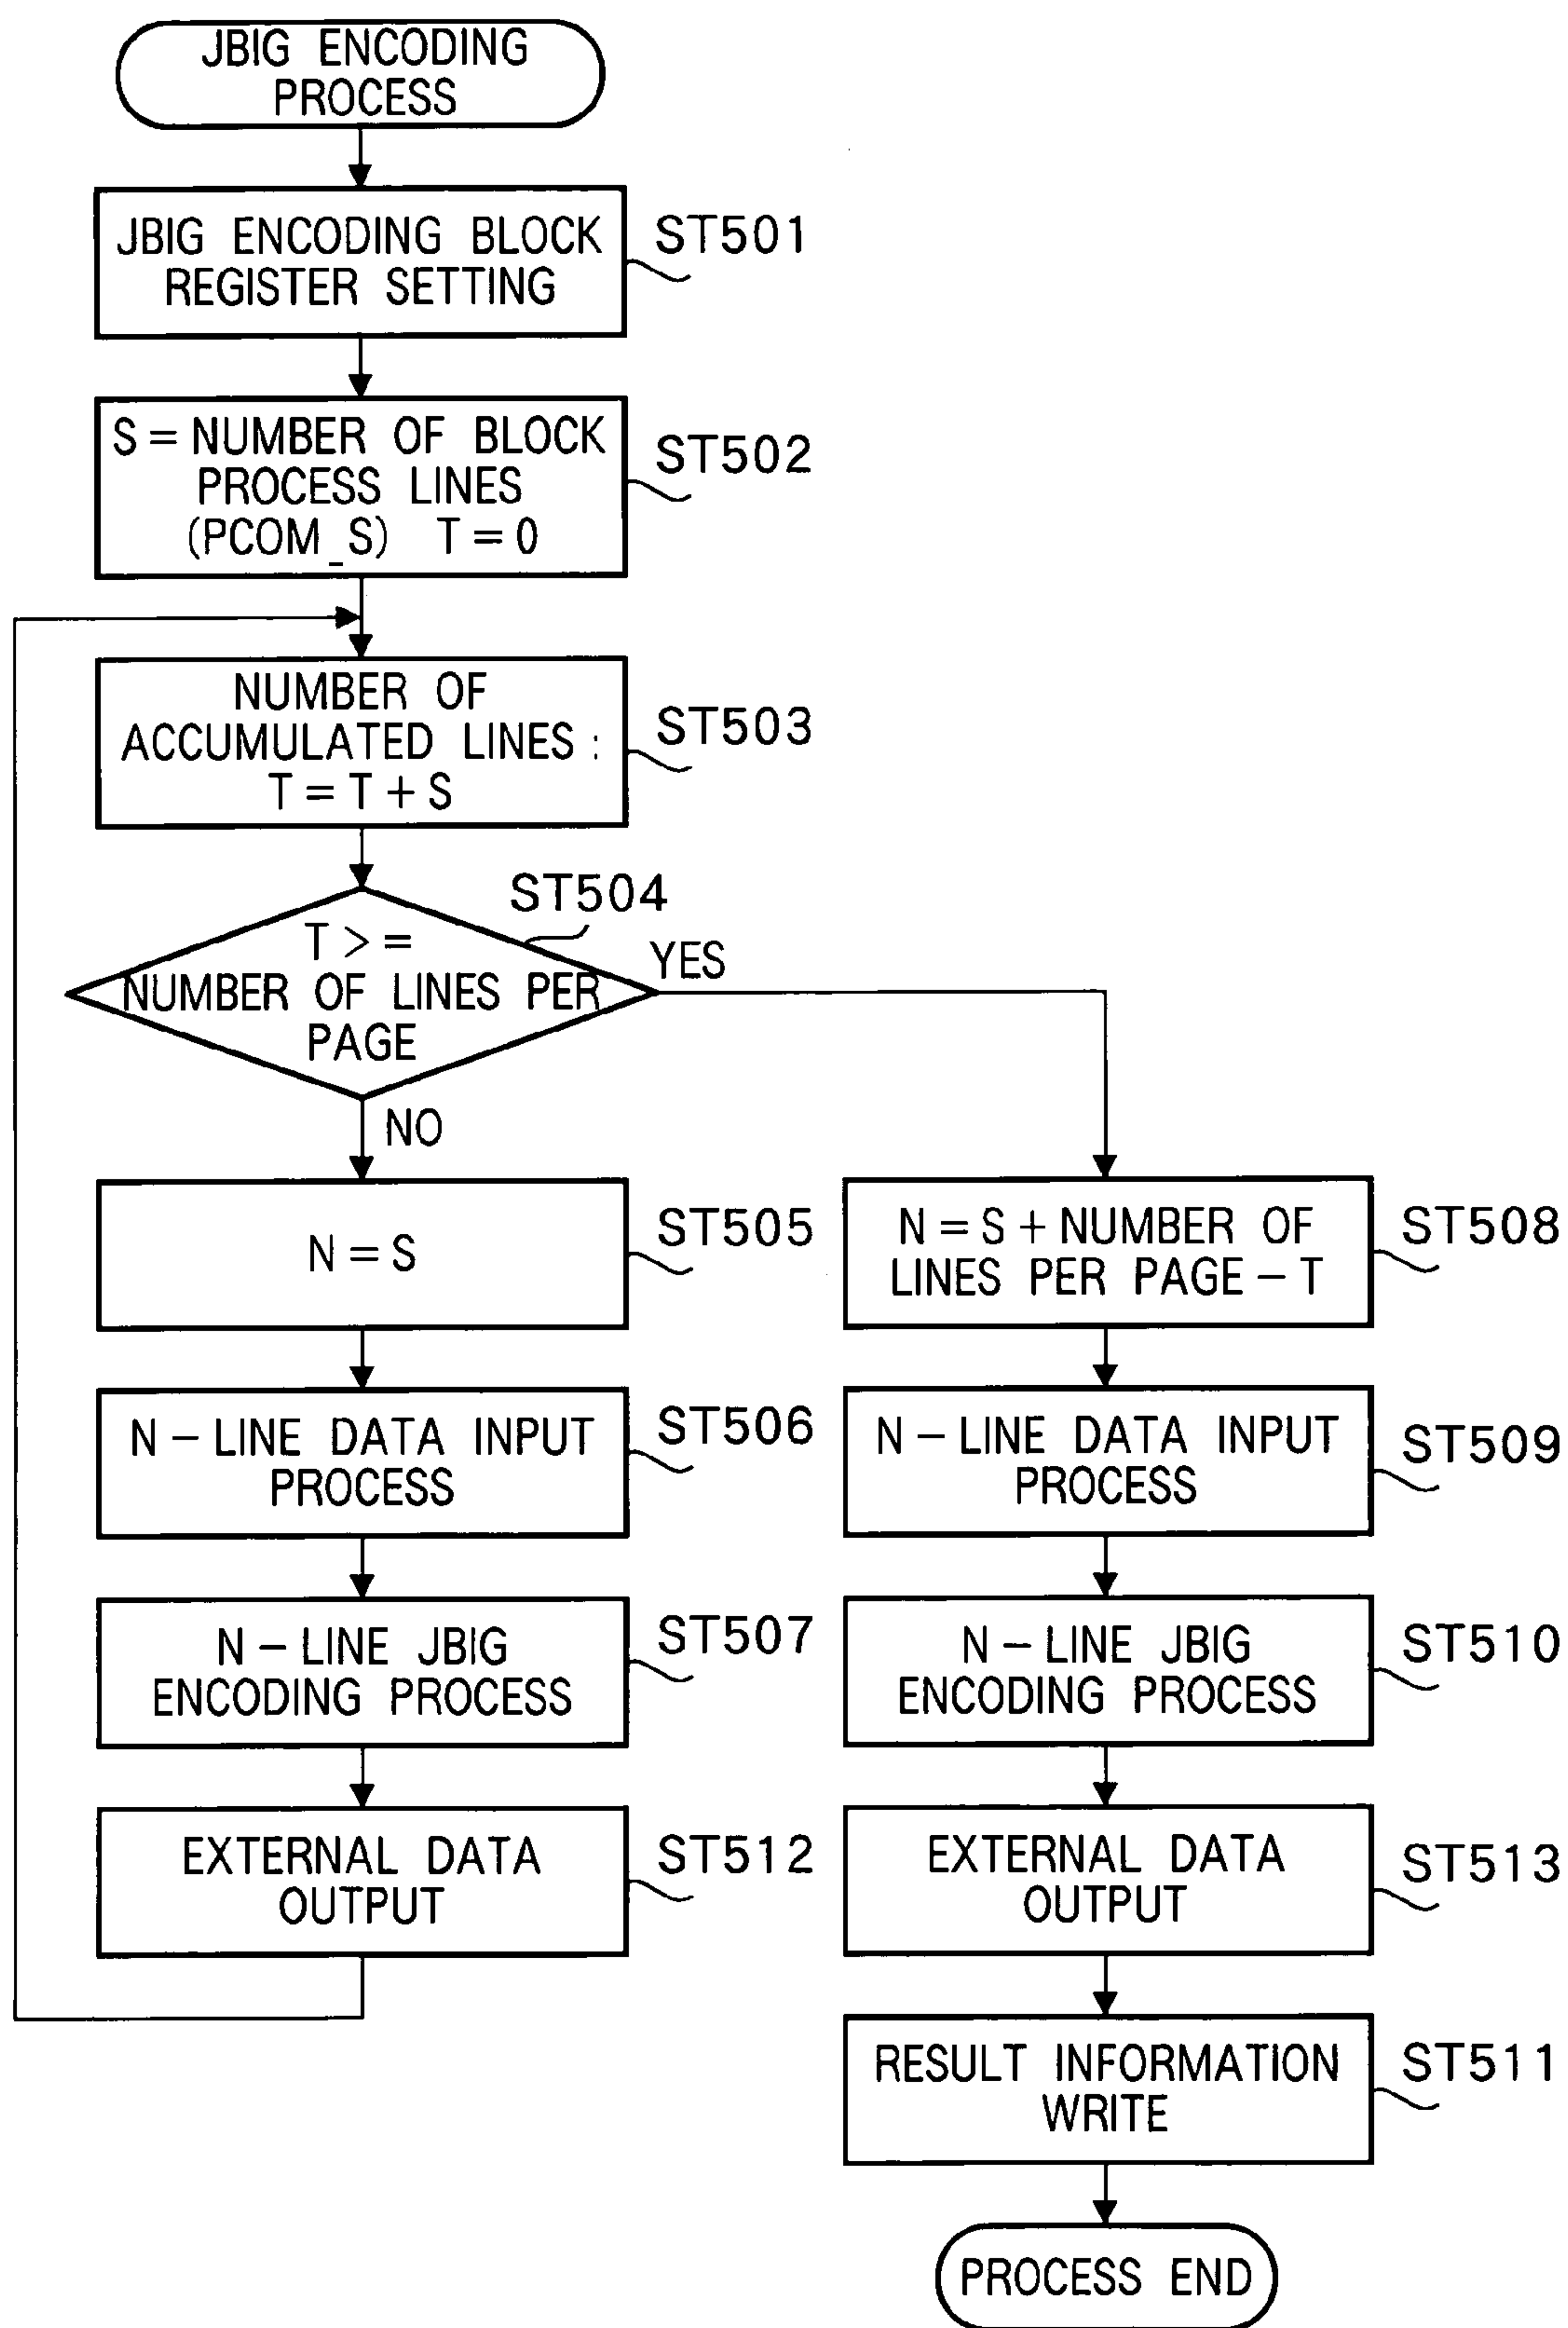 JBIG ENCODING
PROCESS
JBIG ENCODING BLOCK
REGISTER SETTING
ST501
S = NUMBER OF BLOCK
PROCESS LINES
(PCOM_S) T = 0
ST502
NUMBER OF
ACCUMULATED LINES :
T = T + S
ST503
ST504
T > =
NUMBER OF LINES PER
PAGE
YES
NO
N = S
ST505
N – LINE DATA INPUT
PROCESS
ST506
N – LINE JBIG
ENCODING PROCESS
ST507
EXTERNAL DATA
OUTPUT
ST512
N = S + NUMBER OF
LINES PER PAGE – T
ST508
N – LINE DATA INPUT
PROCESS
ST509
N – LINE JBIG
ENCODING PROCESS
ST510
EXTERNAL DATA
OUTPUT
ST513
RESULT INFORMATION
WRITE
ST511
PROCESS END